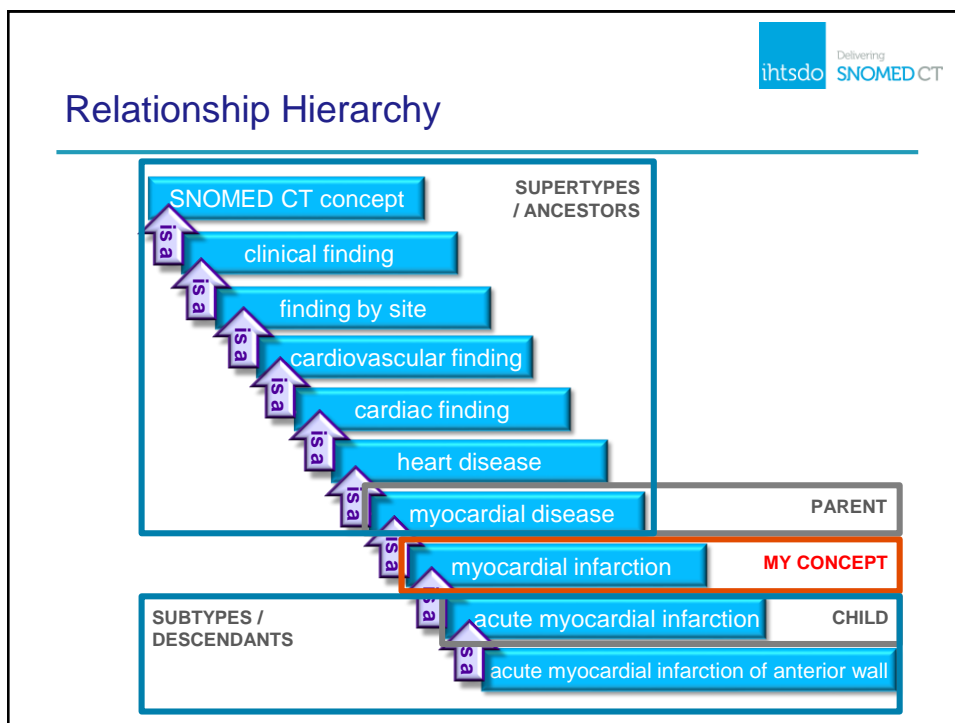 ihtsdo
Delivering
SNOMED CT
Relationship Hierarchy
SNOMED CT concept
SUPERTYPES
/ ANCESTORS
is a
clinical finding
is a
finding by site
is a
cardiovascular finding
is a
cardiac finding
is a
heart disease
is a
myocardial disease
PARENT
is a
myocardial infarction
MY CONCEPT
is a
SUBTYPES /
DESCENDANTS
acute myocardial infarction
CHILD
is a
acute myocardial infarction of anterior wall